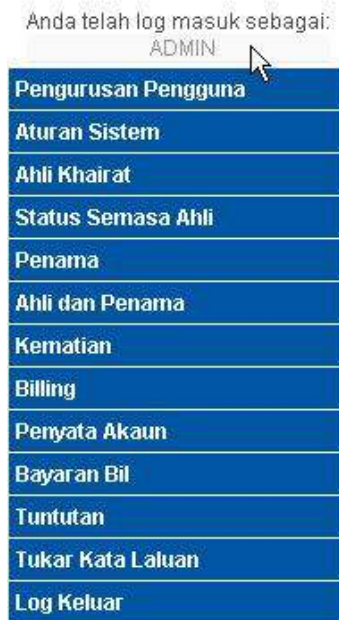 Anda telah log masuk sebagai:
ADMIN
Pengurusan Pengguna
Aturan Sistem
Ahli Khairat
Status Semasa Ahli
Penama
Ahli dan Penama
Kematian
Billing
Penyata Akaun
Bayaran Bil
Tuntutan
Tukar Kata Laluan
Log Keluar